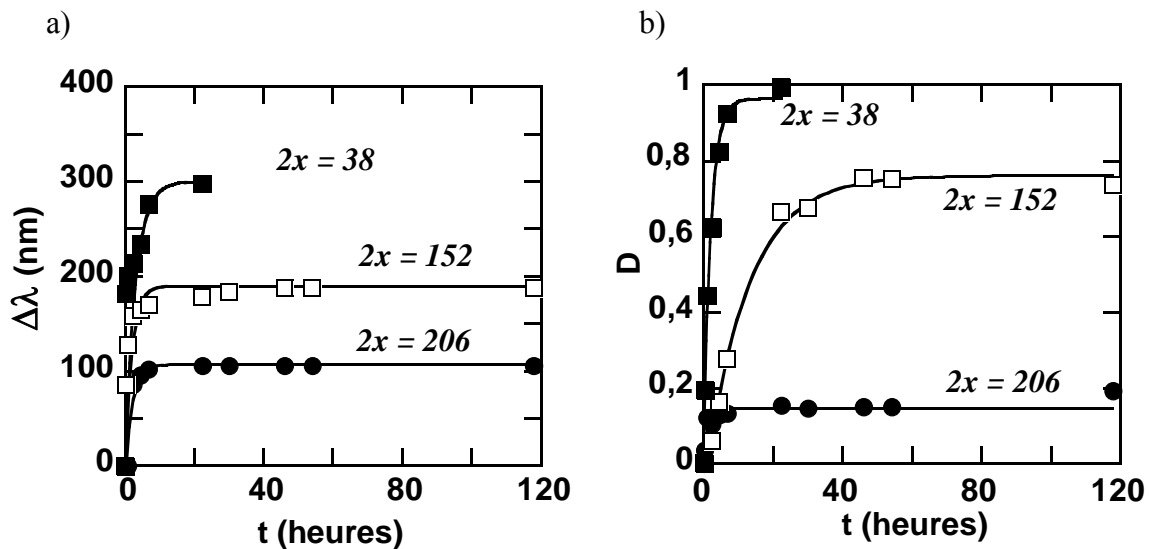 a)
400
300
200
100
0
Δλ (nm)
2x = 38
2x = 152
2x = 206
0
40
80
120
t (heures)
b)
1
0,8
0,6
0,4
0,2
0
D
2x = 38
2x = 152
2x = 206
0
40
80
120
t (heures)